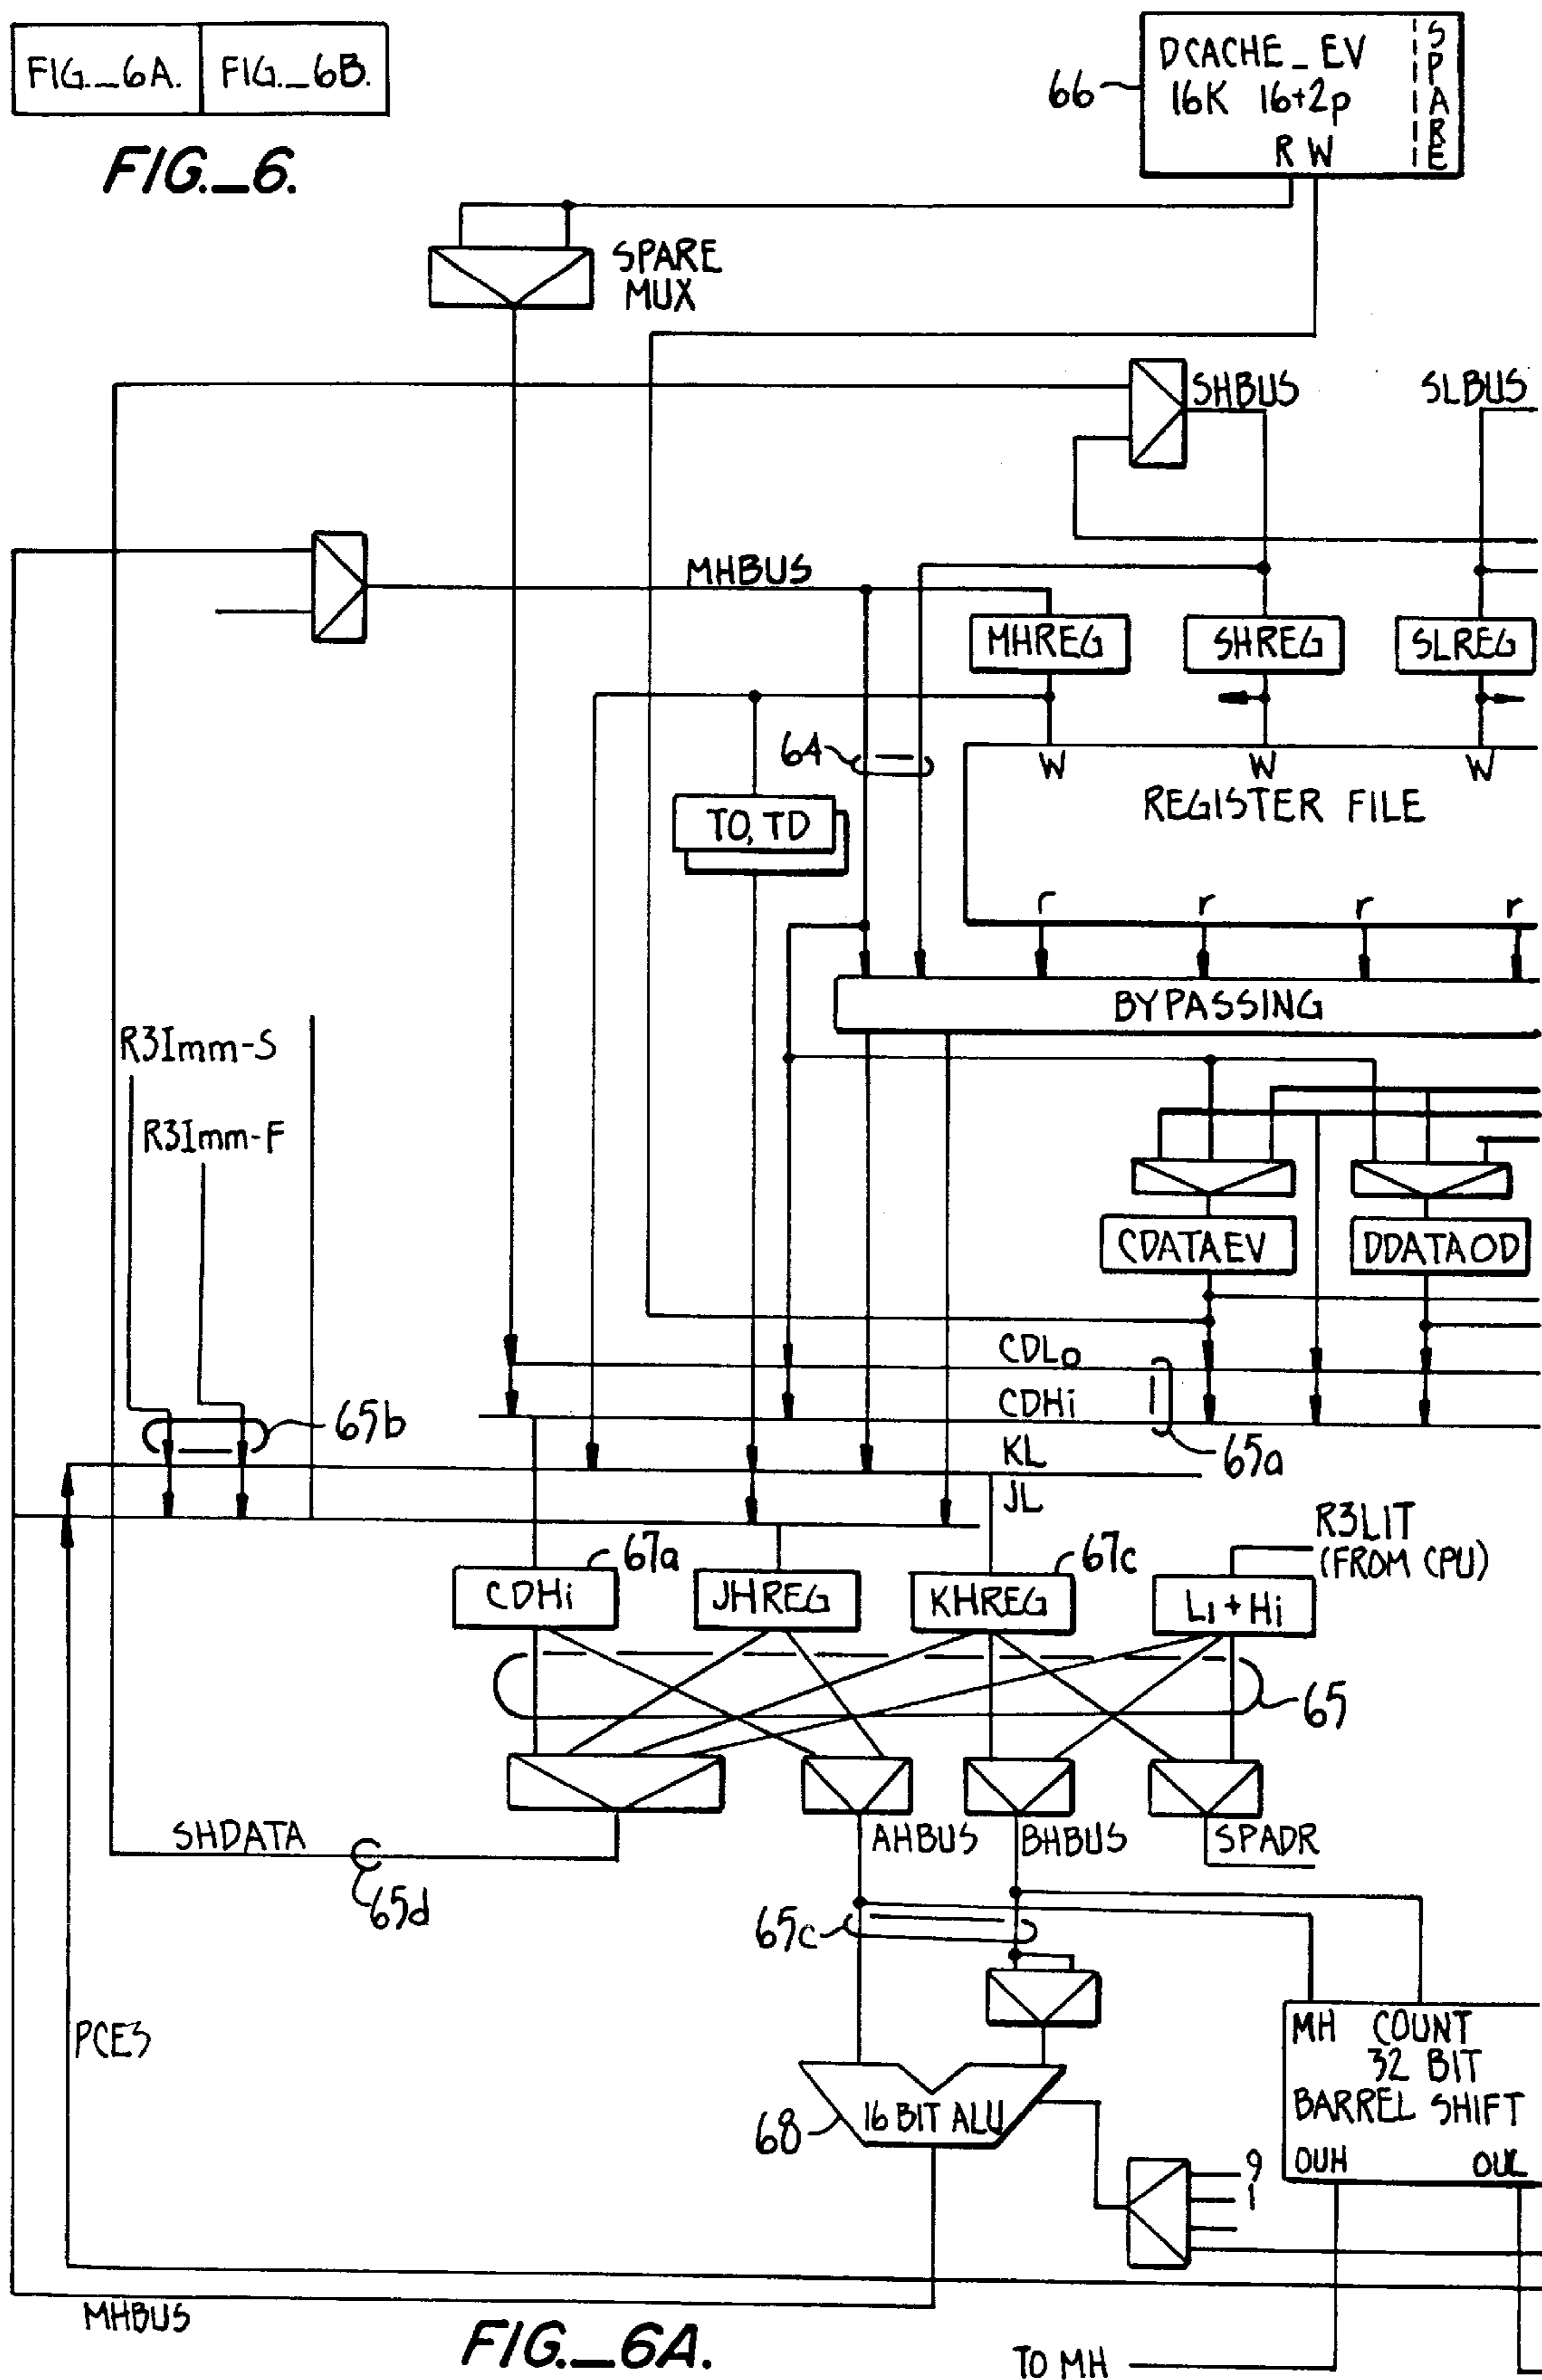 FIG._6A. FIG._6B.
FIG._6.
66
DCACHE_EV
16K 16+2p
R W
SPARE
SPARE
MUX
SHBUS
SLBUS
MHBUS
MHREG
SHREG
SLREG
64
W
W
W
REGISTER FILE
TO, TD
r
r
r
r
BYPASSING
R3Imm-S
R3Imm-F
CDATAEV
DDATAOD
CDLo
CDHi
65a
65b
KL
JL
R3LIT
(FROM CPU)
67a
67c
CDHi
JHREG
KHREG
L1+Hi
65
SHDATA
65d
AHBUS
BHBUS
SPADR
65c
PCE3
MH COUNT
32 BIT
BARREL SHIFT
OUH
OUL
16 BIT ALU
68
9
1
MHBUS
FIG._6A.
TO MH